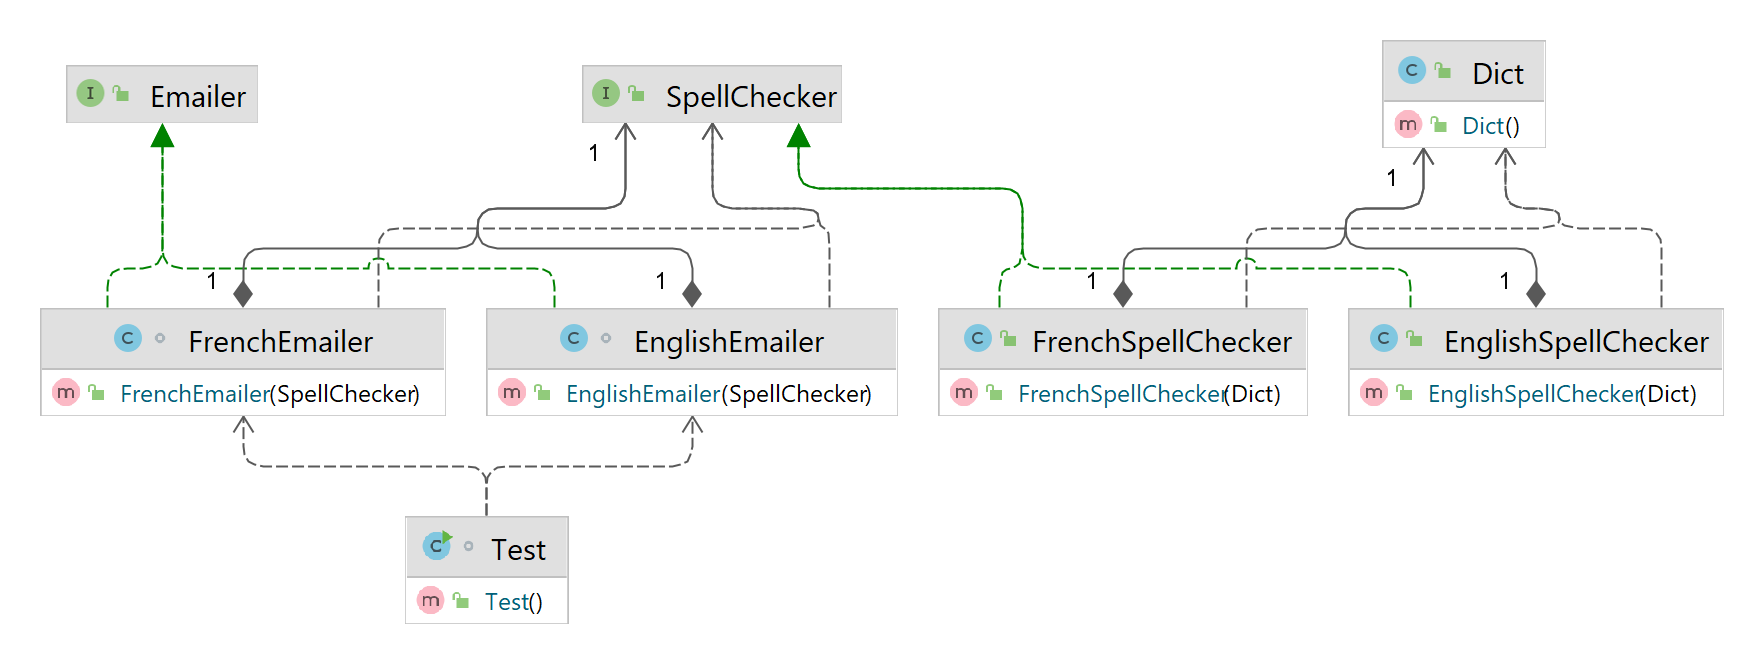 I Emailer
I SpellChecker
C Dict
m Dict()
1
1
1
1
1
1
C FrenchEmailer
m FrenchEmailer(SpellChecker)
C EnglishEmailer
m EnglishEmailer(SpellChecker)
C FrenchSpellChecker
m FrenchSpellChecker(Dict)
C EnglishSpellChecker
m EnglishSpellChecker(Dict)
C Test
m Test()